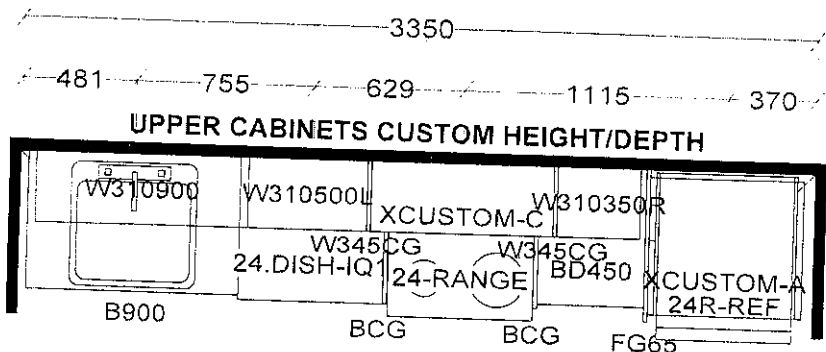 3350
481 755 629 1115 370
UPPER CABINETS CUSTOM HEIGHT/DEPTH
W310900 W310500L W310350R
XCUSTOM-C
W345CG W345CG
24.DISH-IQ1 24-RANGE BD450 XCUSTOM-A
24R-REF
B900
BCG BCG FG65